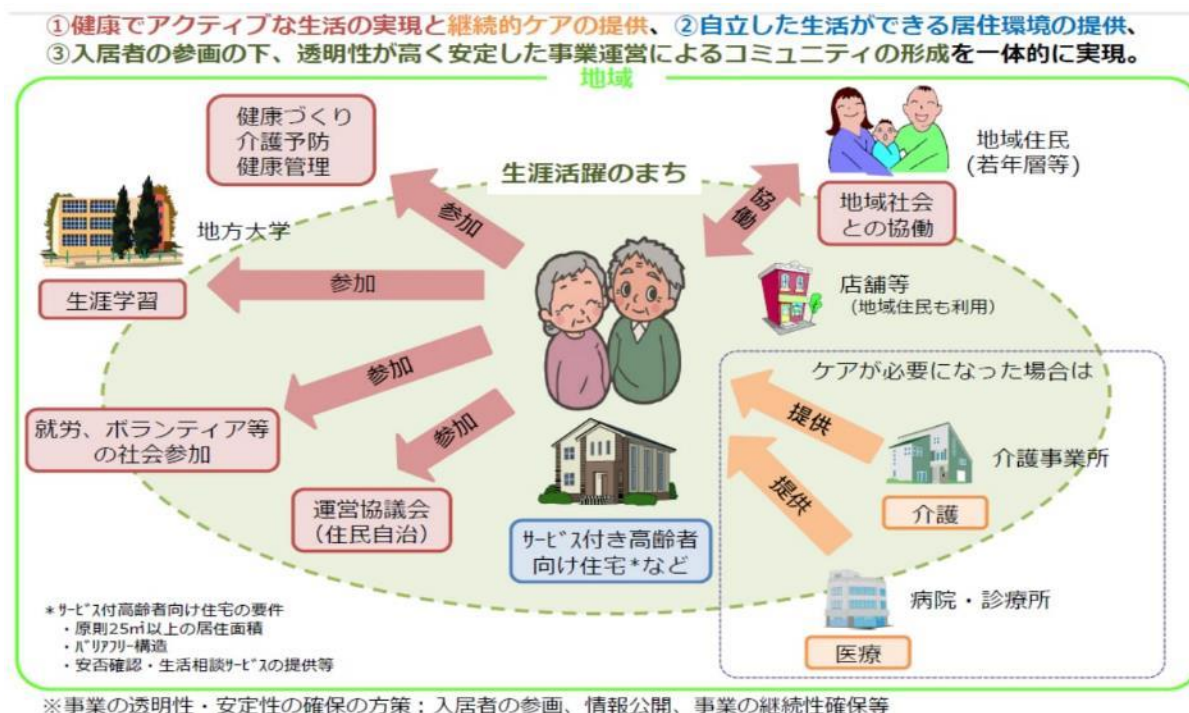 ①健康でアクティブな生活の実現と継続的ケアの提供、②自立した生活ができる居住環境の提供、
③入居者の参画の下、透明性が高く安定した事業運営によるコミュニティの形成を一体的に実現。
地域
健康づくり
介護予防
健康管理
生涯活躍のまち
地域住民
(若年層等)
参加
協働
地域社会
との協働
地方大学
参加
生涯学習
店舗等
(地域住民も利用)
参加
ケアが必要になった場合は
就労、ボランティア等
の社会参加
参加
提供
介護事業所
提供
介護
運営協議会
(住民自治)
ｻｰﾋﾞｽ付き高齢者
向け住宅*など
病院・診療所
医療
*ｻｰﾋﾞｽ付高齢者向け住宅の要件
・原則25㎡以上の居住面積
・ﾊﾞﾘｱﾌﾘｰ構造
・安否確認・生活相談ｻｰﾋﾞｽの提供等
※事業の透明性・安定性の確保の方策：入居者の参画、情報公開、事業の継続性確保等